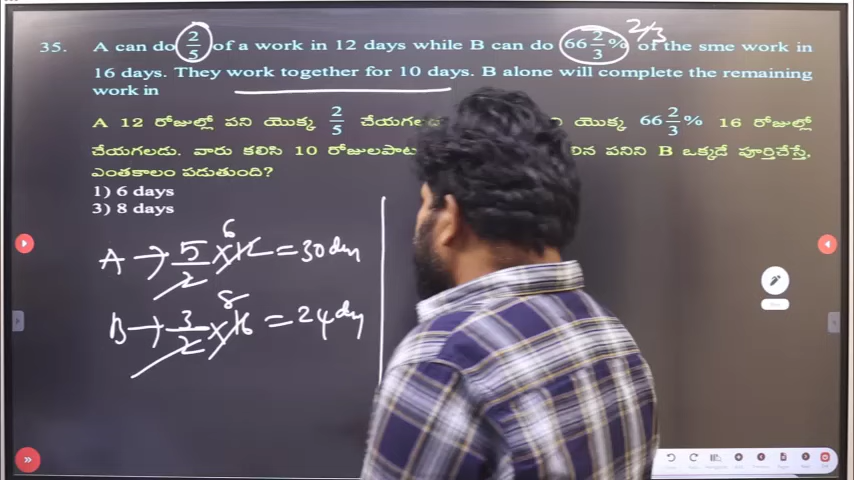 2/3
35. A can do 2/5 of a work in 12 days while B can do 66 2/3% of the sme work in
16 days. They work together for 10 days. B alone will complete the remaining
work in
A 12 రోజుల్లో పని యొక్క 2/5 యొక్క 66 2/3% 16 రోజుల్లో
చేయగలదు. వారు కలిసి 10 పనిని B ఒక్కడే పూర్తిచేస్తే,
ఎంతకాలం పడుతుంది?
1) 6 days
3) 8 days
6
A → 5/2 × 12 = 30 day
8
B → 3/2 × 16 = 24 day